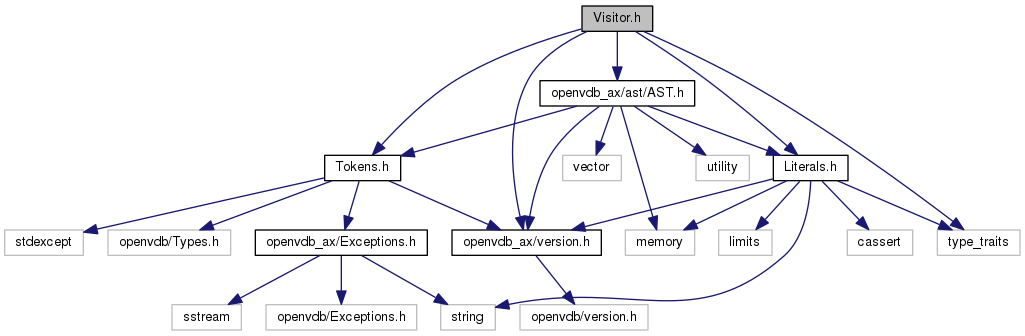 Visitor.h
openvdb_ax/ast/AST.h
Tokens.h
vector
utility
Literals.h
stdexcept
openvdb/Types.h
openvdb_ax/Exceptions.h
openvdb_ax/version.h
memory
limits
cassert
type_traits
sstream
openvdb/Exceptions.h
string
openvdb/version.h